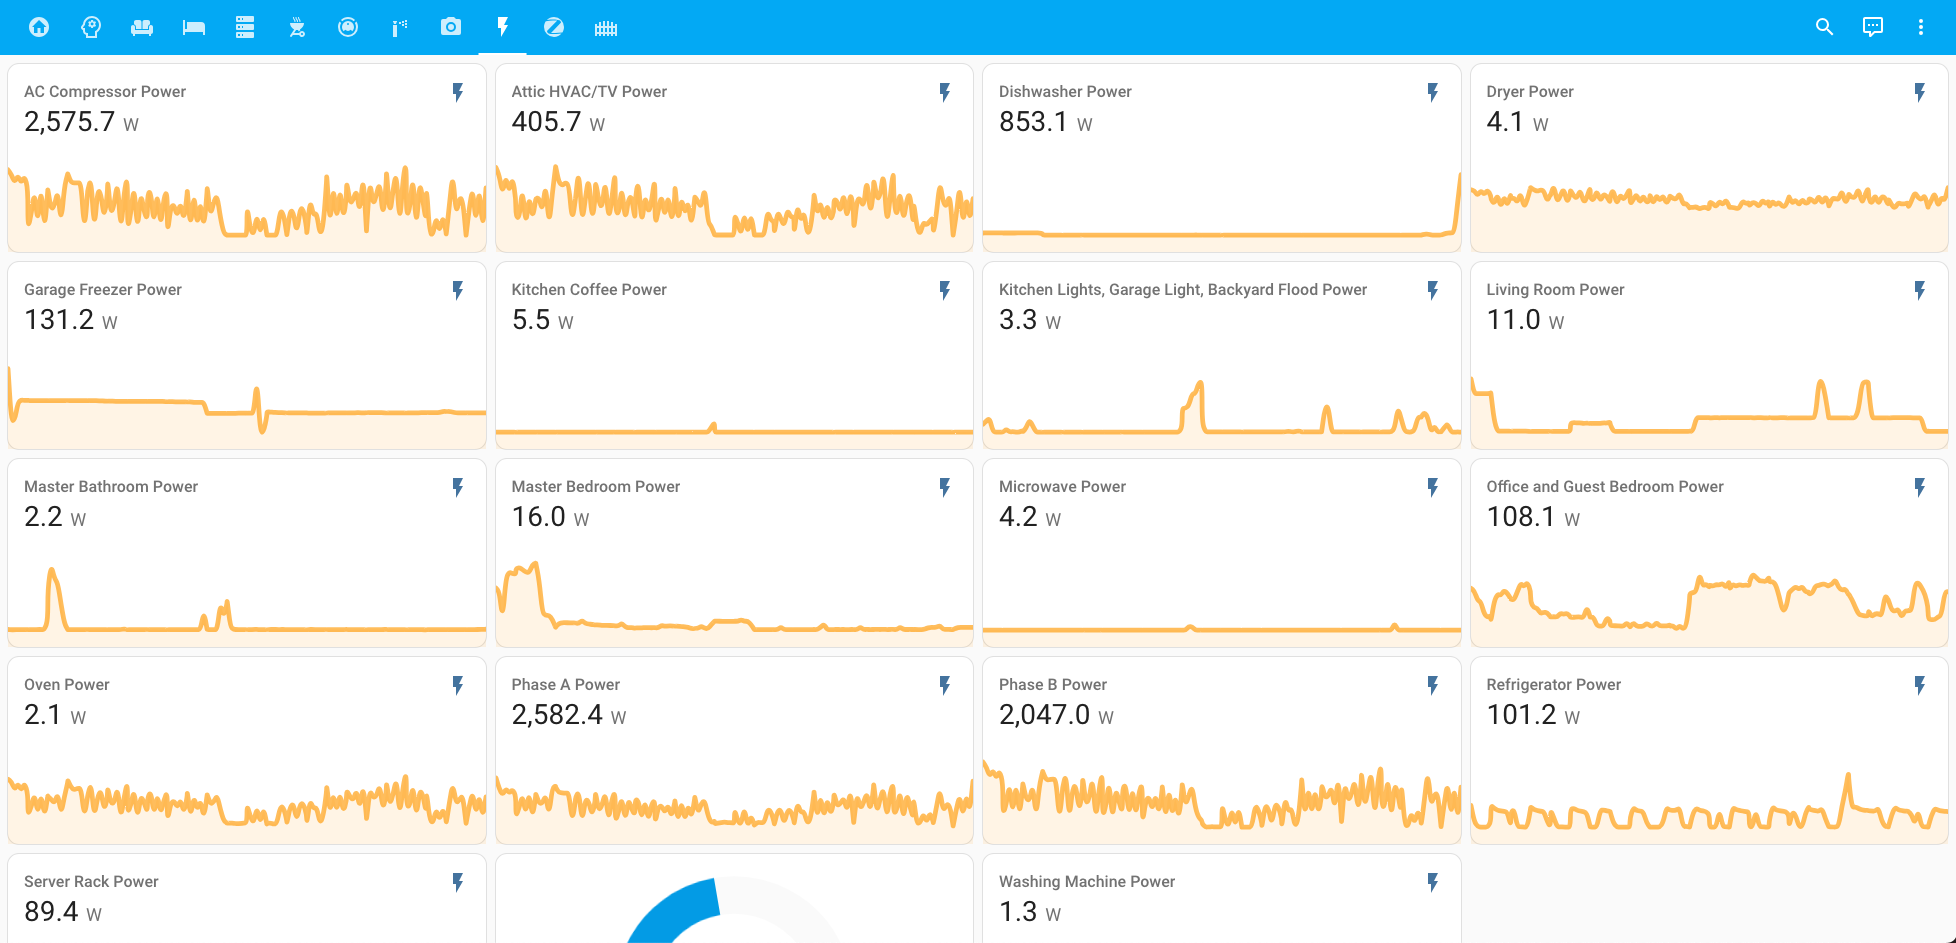 AC Compressor Power
2,575.7 W
Attic HVAC/TV Power
405.7 W
Dishwasher Power
853.1 W
Dryer Power
4.1 W
Garage Freezer Power
131.2 W
Kitchen Coffee Power
5.5 W
Kitchen Lights, Garage Light, Backyard Flood Power
3.3 W
Living Room Power
11.0 W
Master Bathroom Power
2.2 W
Master Bedroom Power
16.0 W
Microwave Power
4.2 W
Office and Guest Bedroom Power
108.1 W
Oven Power
2.1 W
Phase A Power
2,582.4 W
Phase B Power
2,047.0 W
Refrigerator Power
101.2 W
Server Rack Power
89.4 W
Washing Machine Power
1.3 W